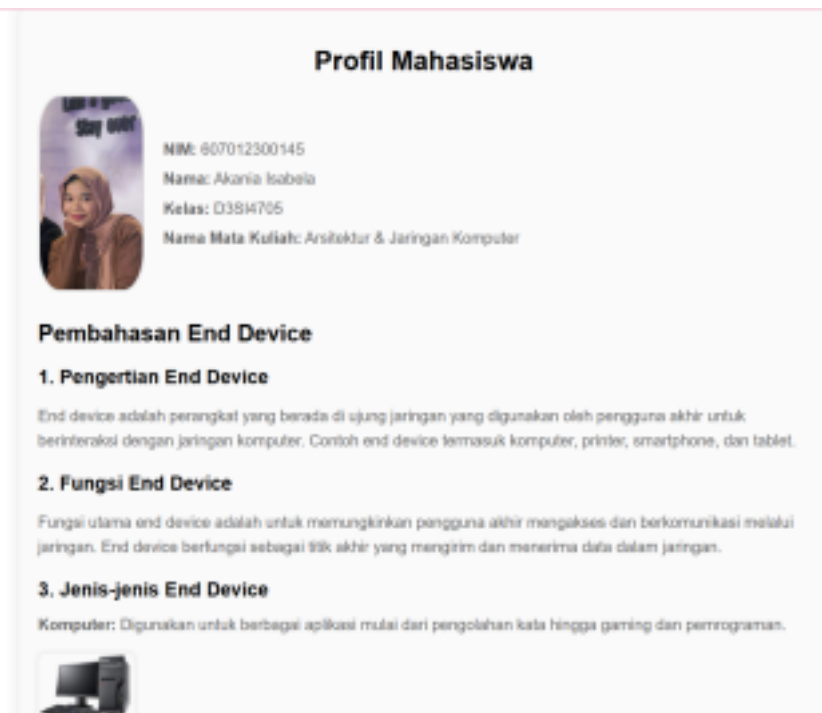 Profil Mahasiswa
Stay over
NIM: 607012300145
Nama: Akania Isabela
Kelas: D3SI4705
Nama Mata Kuliah: Arsitektur & Jaringan Komputer
Pembahasan End Device
1. Pengertian End Device
End device adalah perangkat yang berada di ujung jaringan yang digunakan oleh pengguna akhir untuk
berinteraksi dengan jaringan komputer. Contoh end device termasuk komputer, printer, smartphone, dan tablet.
2. Fungsi End Device
Fungsi utama end device adalah untuk memungkinkan pengguna akhir mengakses dan berkomunikasi melalui
jaringan. End device berfungsi sebagai titik akhir yang mengirim dan menerima data dalam jaringan.
3. Jenis-jenis End Device
Komputer: Digunakan untuk berbagai aplikasi mulai dari pengolahan kata hingga gaming dan pemrograman.